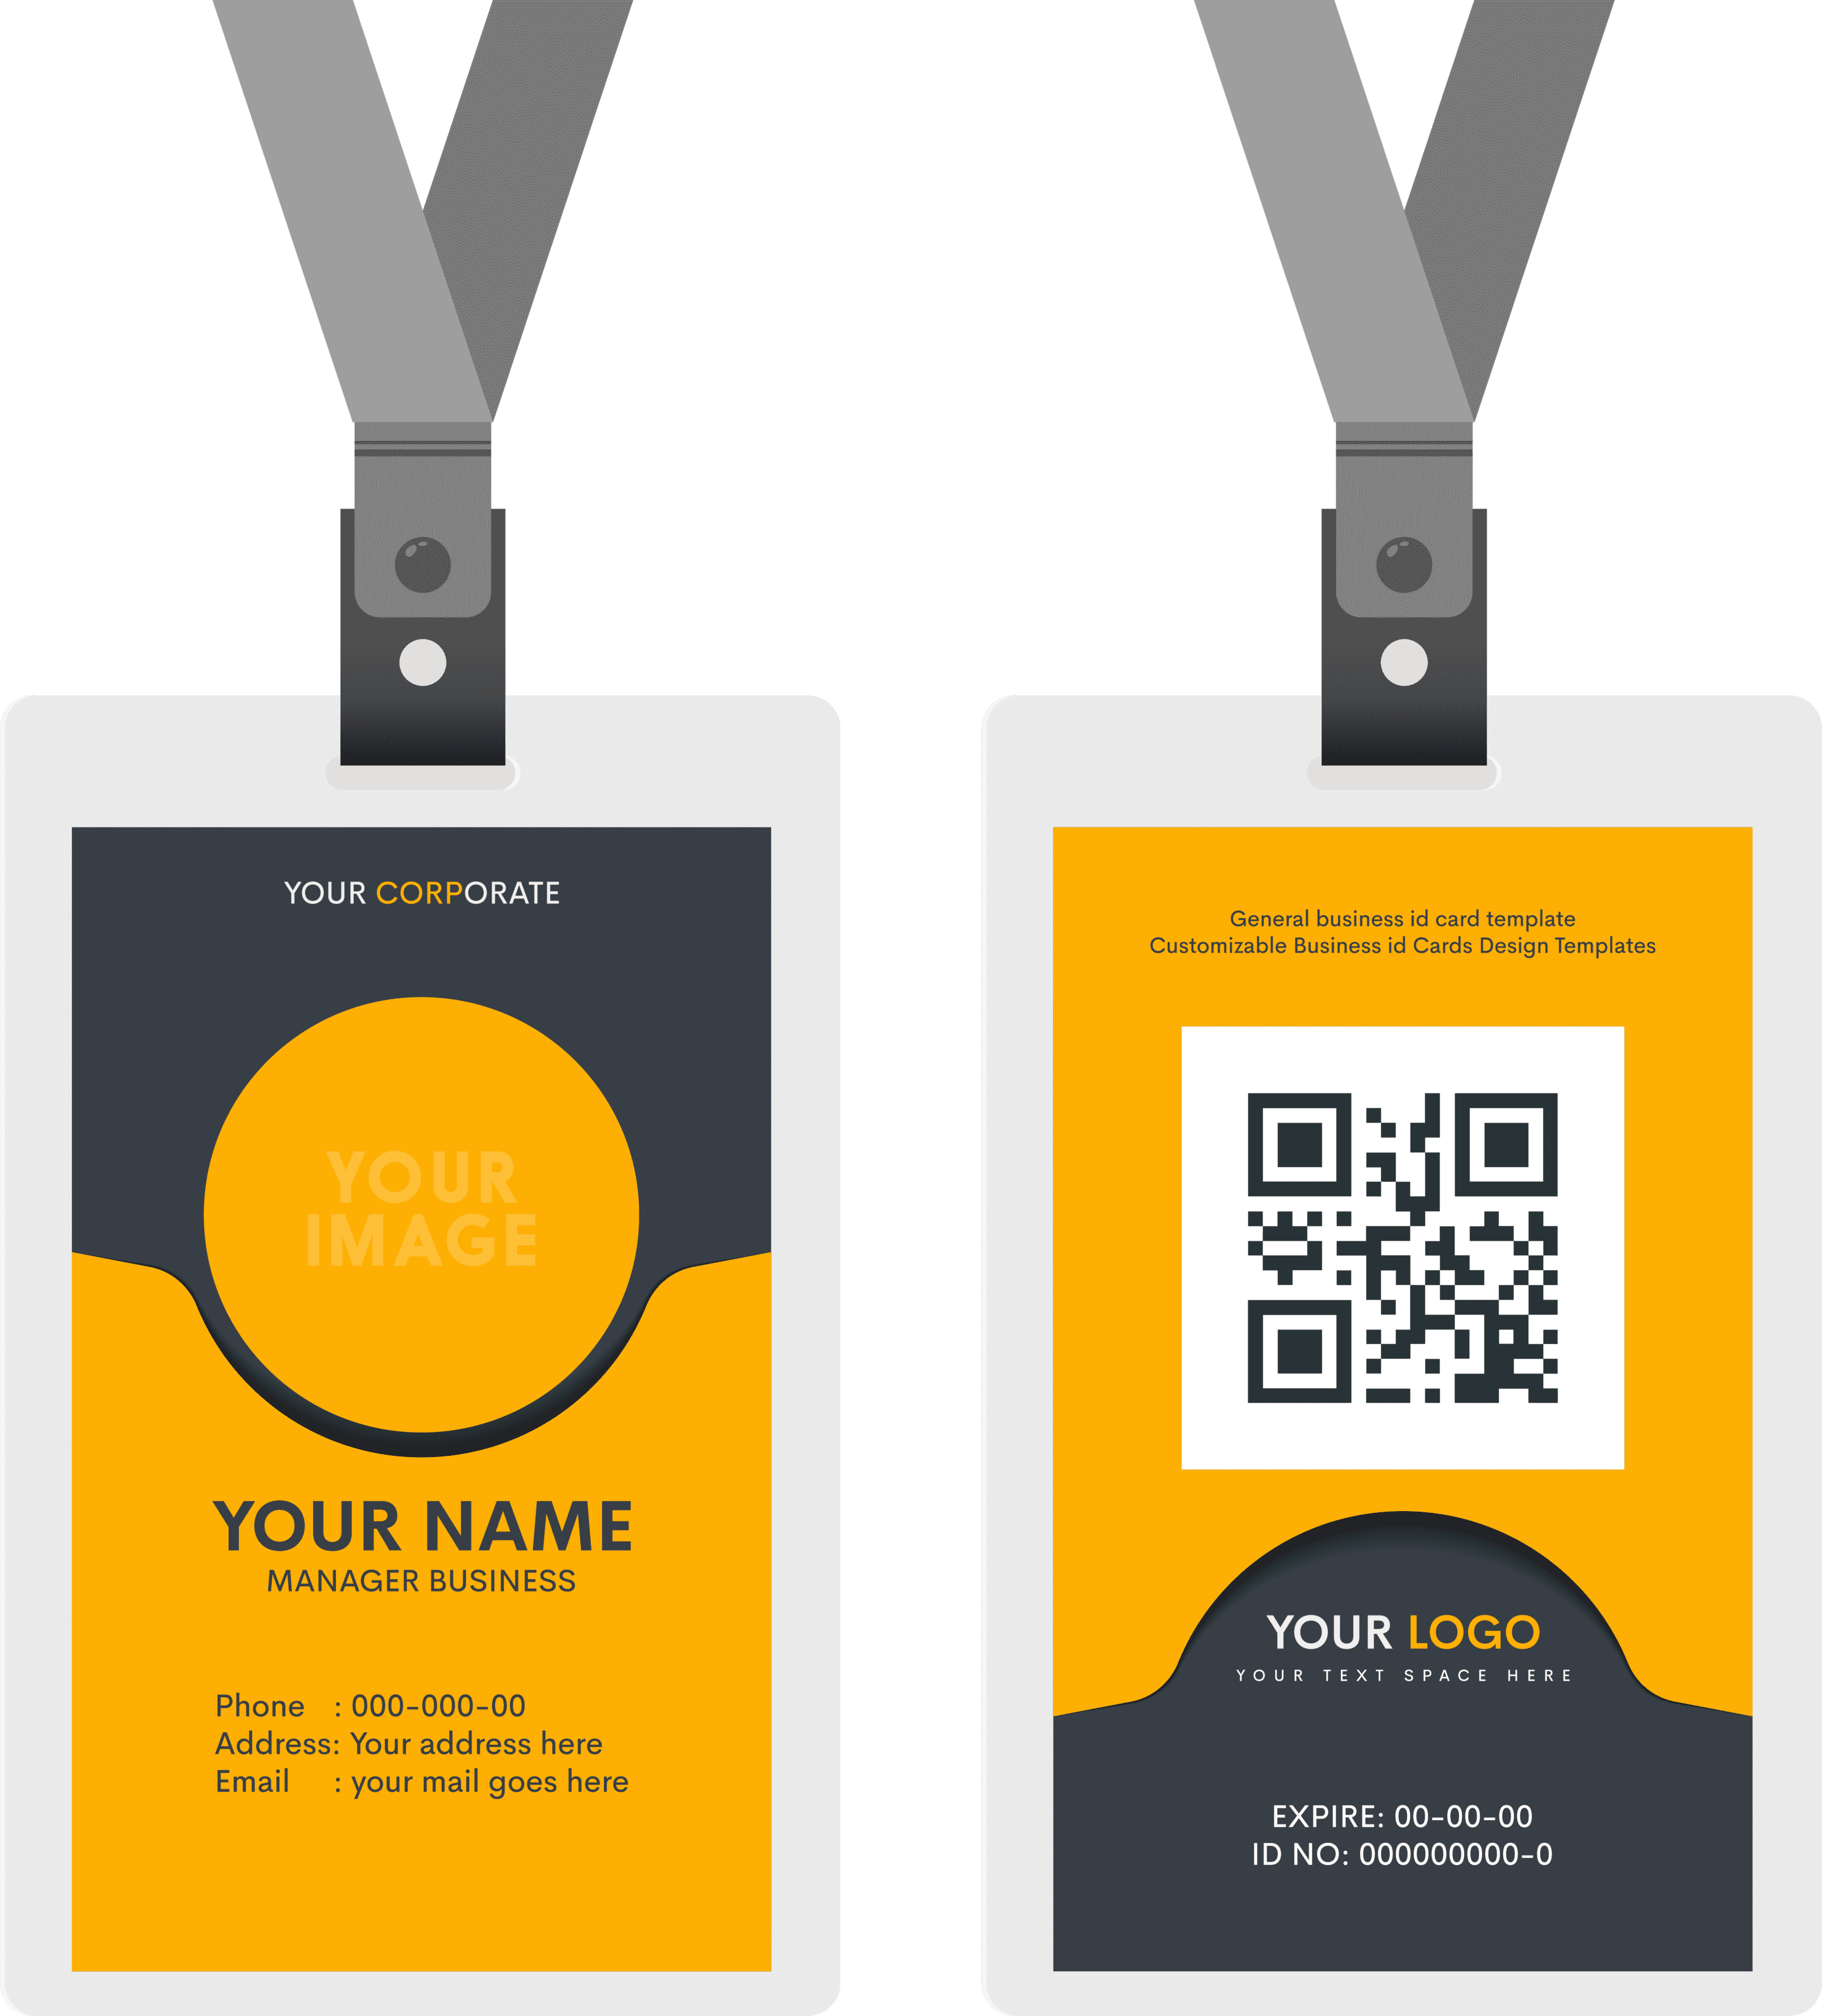 YOUR CORPORATE
YOUR
IMAGE
YOUR NAME
MANAGER BUSINESS
Phone : 000-000-00
Address: Your address here
Email : your mail goes here
General business id card template
Customizable Business id Cards Design Templates
YOUR LOGO
YOUR TEXT SPACE HERE
EXPIRE: 00-00-00
ID NO: 000000000-0